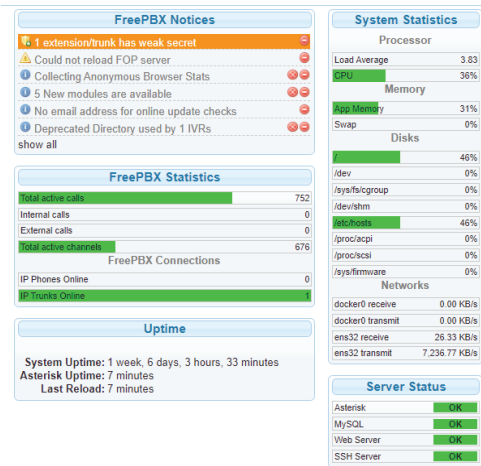 FreePBX Notices
1 extension/trunk has weak secret
Could not reload FOP server
Collecting Anonymous Browser Stats
5 New modules are available
No email address for online update checks
Deprecated Directory used by 1 IVRs
show all
FreePBX Statistics
Total active calls 752
Internal calls 0
External calls 0
Total active channels 676
FreePBX Connections
IP Phones Online 0
IP Trunks Online 1
Uptime
System Uptime: 1 week, 6 days, 3 hours, 33 minutes
Asterisk Uptime: 7 minutes
Last Reload: 7 minutes
System Statistics
Processor
Load Average 3.83
CPU 36%
Memory
App Memory 31%
Swap 0%
Disks
/ 46%
/dev 0%
/sys/fs/cgroup 0%
/dev/shm 0%
/etc/hosts 46%
/proc/acpi 0%
/proc/scsi 0%
/sys/firmware 0%
Networks
docker0 receive 0.00 KB/s
docker0 transmit 0.00 KB/s
ens32 receive 26.33 KB/s
ens32 transmit 7,236.77 KB/s
Server Status
Asterisk OK
MySQL OK
Web Server OK
SSH Server OK